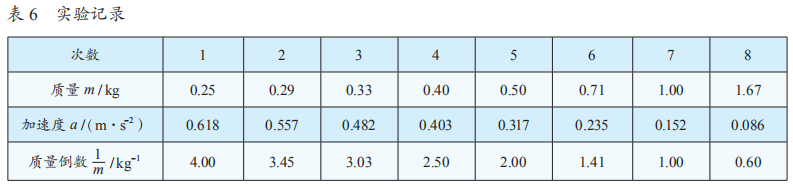 表 6 实验记录
次数 1 2 3 4 5 6 7 8
质量 m/kg 0.25 0.29 0.33 0.40 0.50 0.71 1.00 1.67
加速度 a/(m·s⁻²) 0.618 0.557 0.482 0.403 0.317 0.235 0.152 0.086
质量倒数 1/m /kg⁻¹ 4.00 3.45 3.03 2.50 2.00 1.41 1.00 0.60